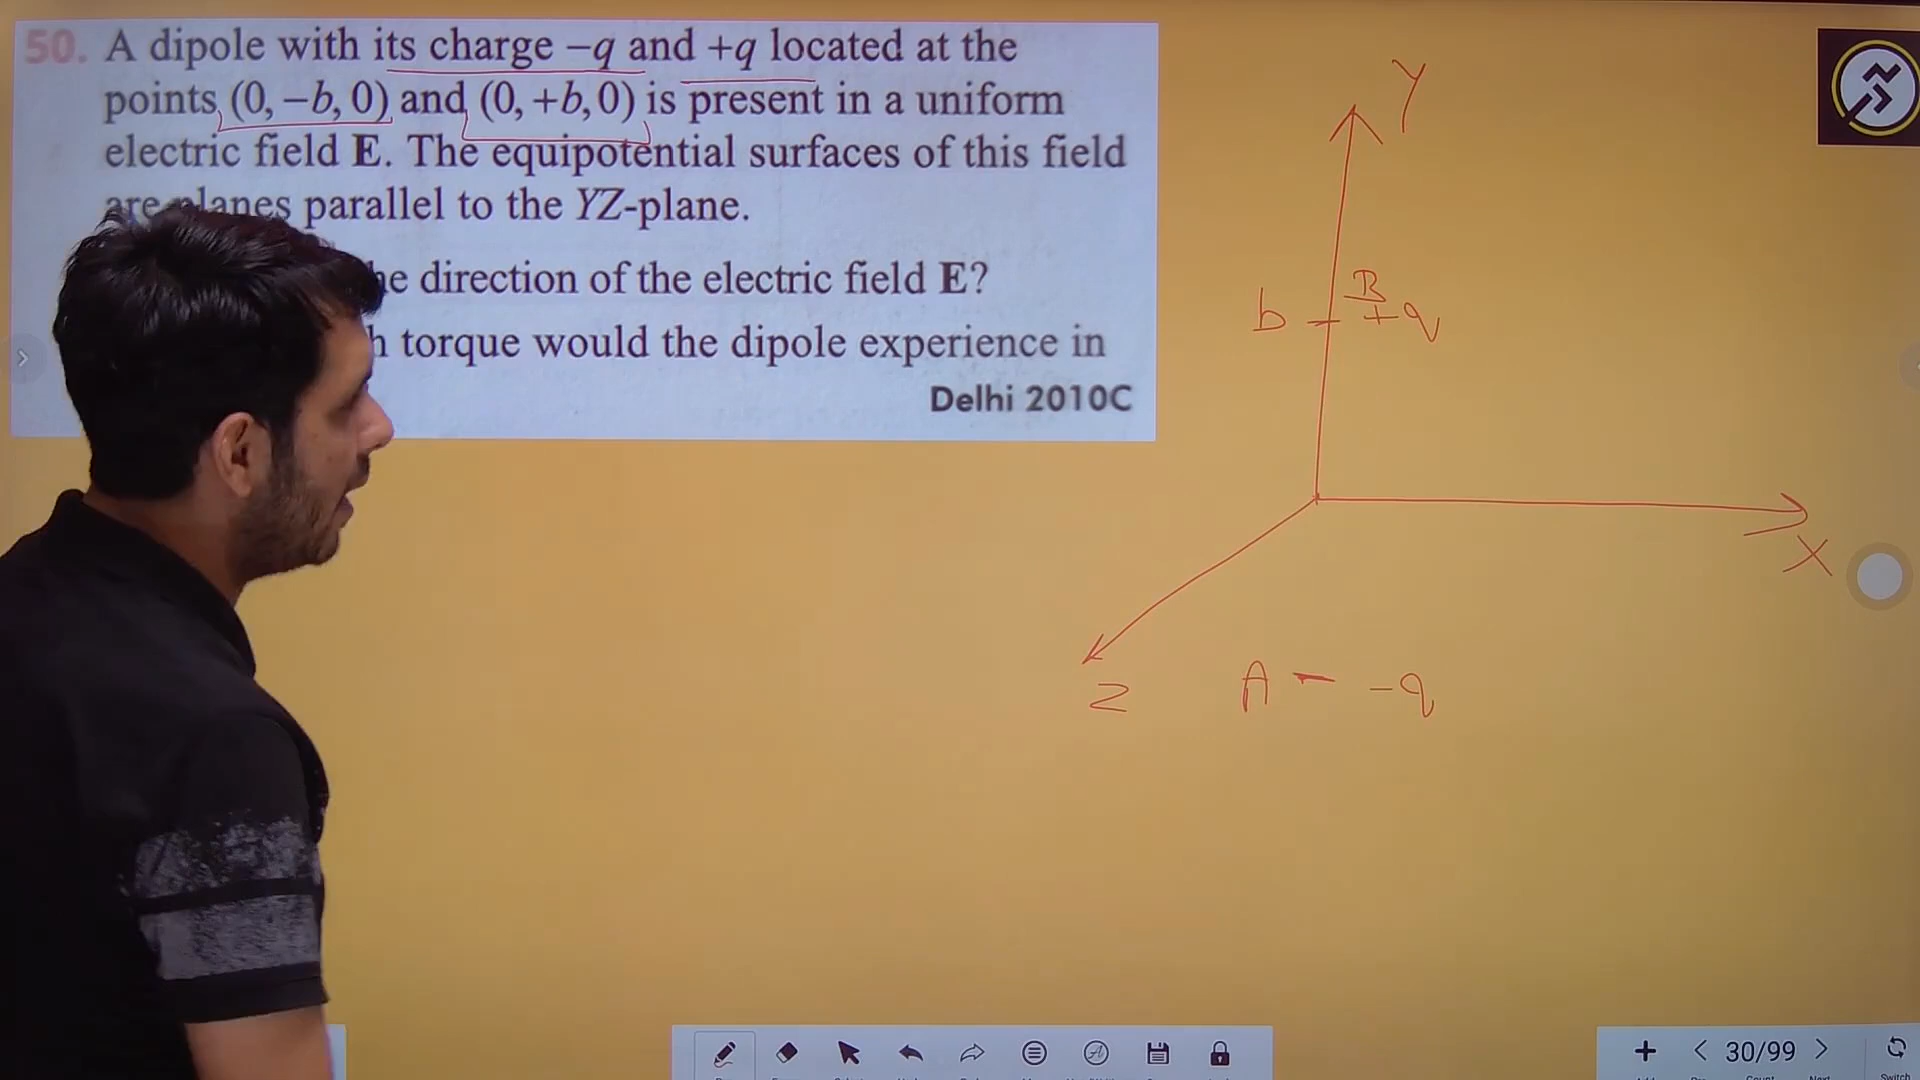 50. A dipole with its charge −q and +q located at the
points (0, −b, 0) and (0, +b, 0) is present in a uniform
electric field E. The equipotential surfaces of this field
are planes parallel to the YZ-plane.
he direction of the electric field E?
h torque would the dipole experience in
Delhi 2010C
Y
B
b +q
X
Z
A − -q
30/99